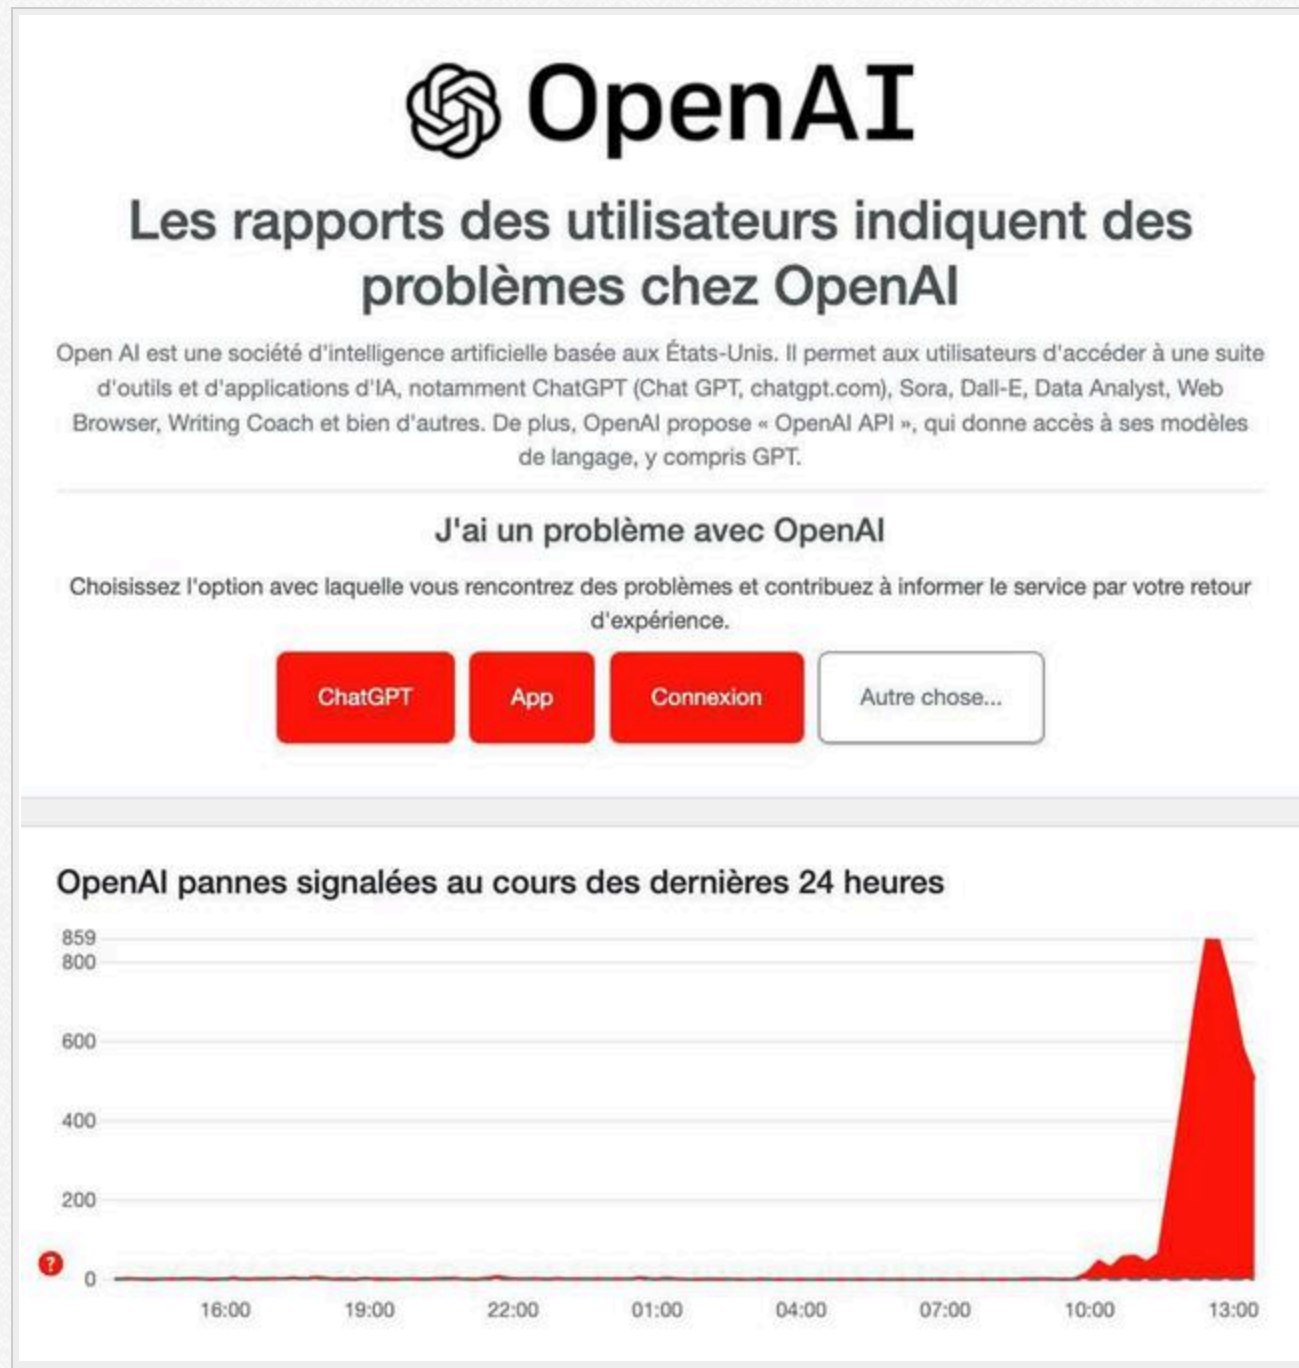 OpenAI
Les rapports des utilisateurs indiquent des
problèmes chez OpenAI
Open AI est une société d'intelligence artificielle basée aux États-Unis. Il permet aux utilisateurs d'accéder à une suite
d'outils et d'applications d'IA, notamment ChatGPT (Chat GPT, chatgpt.com), Sora, Dall-E, Data Analyst, Web
Browser, Writing Coach et bien d'autres. De plus, OpenAI propose « OpenAI API », qui donne accès à ses modèles
de langage, y compris GPT.
J'ai un problème avec OpenAI
Choisissez l'option avec laquelle vous rencontrez des problèmes et contribuez à informer le service par votre retour
d'expérience.
ChatGPT App Connexion Autre chose...
OpenAI pannes signalées au cours des dernières 24 heures
859
800
600
400
200
?
0
16:00 19:00 22:00 01:00 04:00 07:00 10:00 13:00